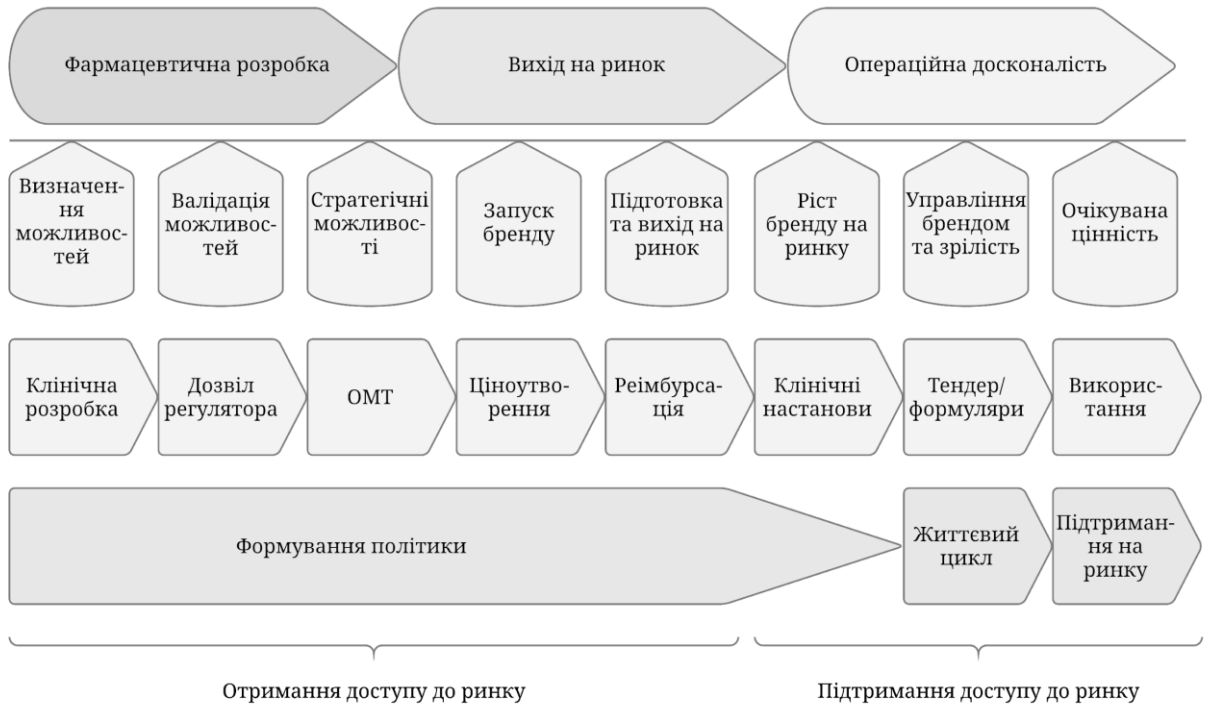 Фармацевтична розробка
Вихід на ринок
Операційна досконалість
Визначен-
ня
можливос-
тей
Валідація
можливос-
тей
Стратегічні
можливос-
ті
Запуск
бренду
Підготовка
та вихід на
ринок
Ріст
бренду на
ринку
Управління
брендом
та зрілість
Очікувана
цінність
Клінічна
розробка
Дозвіл
регулятора
ОМТ
Ціноутво-
рення
Реімбурса-
ція
Клінічні
настанови
Тендер/
формуляри
Викорис-
тання
Формування політики
Життєвий
цикл
Підтриман-
ня на
ринку
Отримання доступу до ринку
Підтримання доступу до ринку